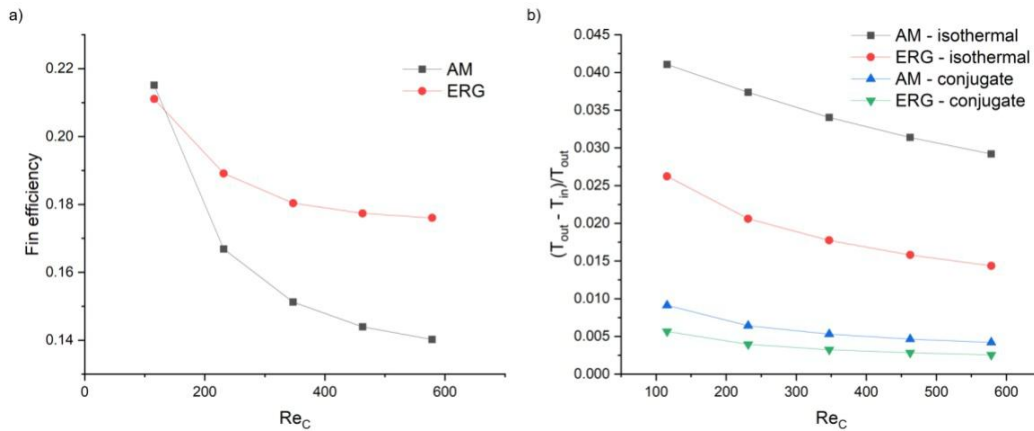 a)
Fin efficiency
0.22
0.20
0.18
0.16
0.14
0
200
400
600
Re_C
AM
ERG
b)
(T_out - T_in)/T_out
0.045
0.040
0.035
0.030
0.025
0.020
0.015
0.010
0.005
0.000
100
200
300
400
500
600
Re_C
AM - isothermal
ERG - isothermal
AM - conjugate
ERG - conjugate